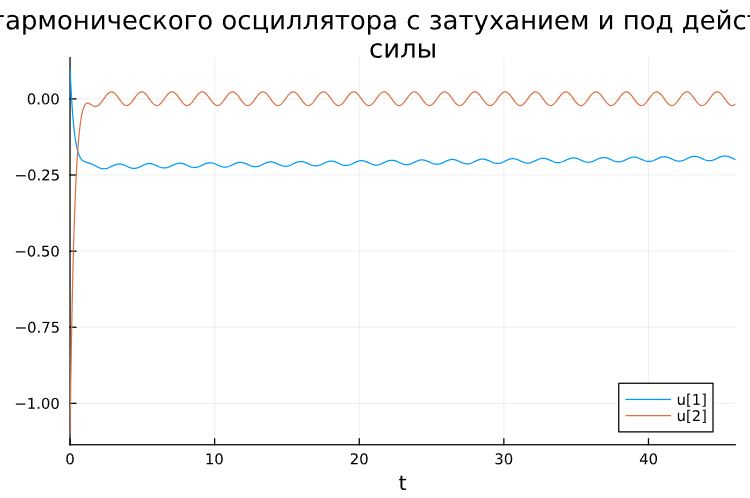 гармонического осциллятора с затуханием и под дейс
силы
0.00
−0.25
−0.50
−0.75
−1.00
u[1]
u[2]
0 10 20 30 40
t